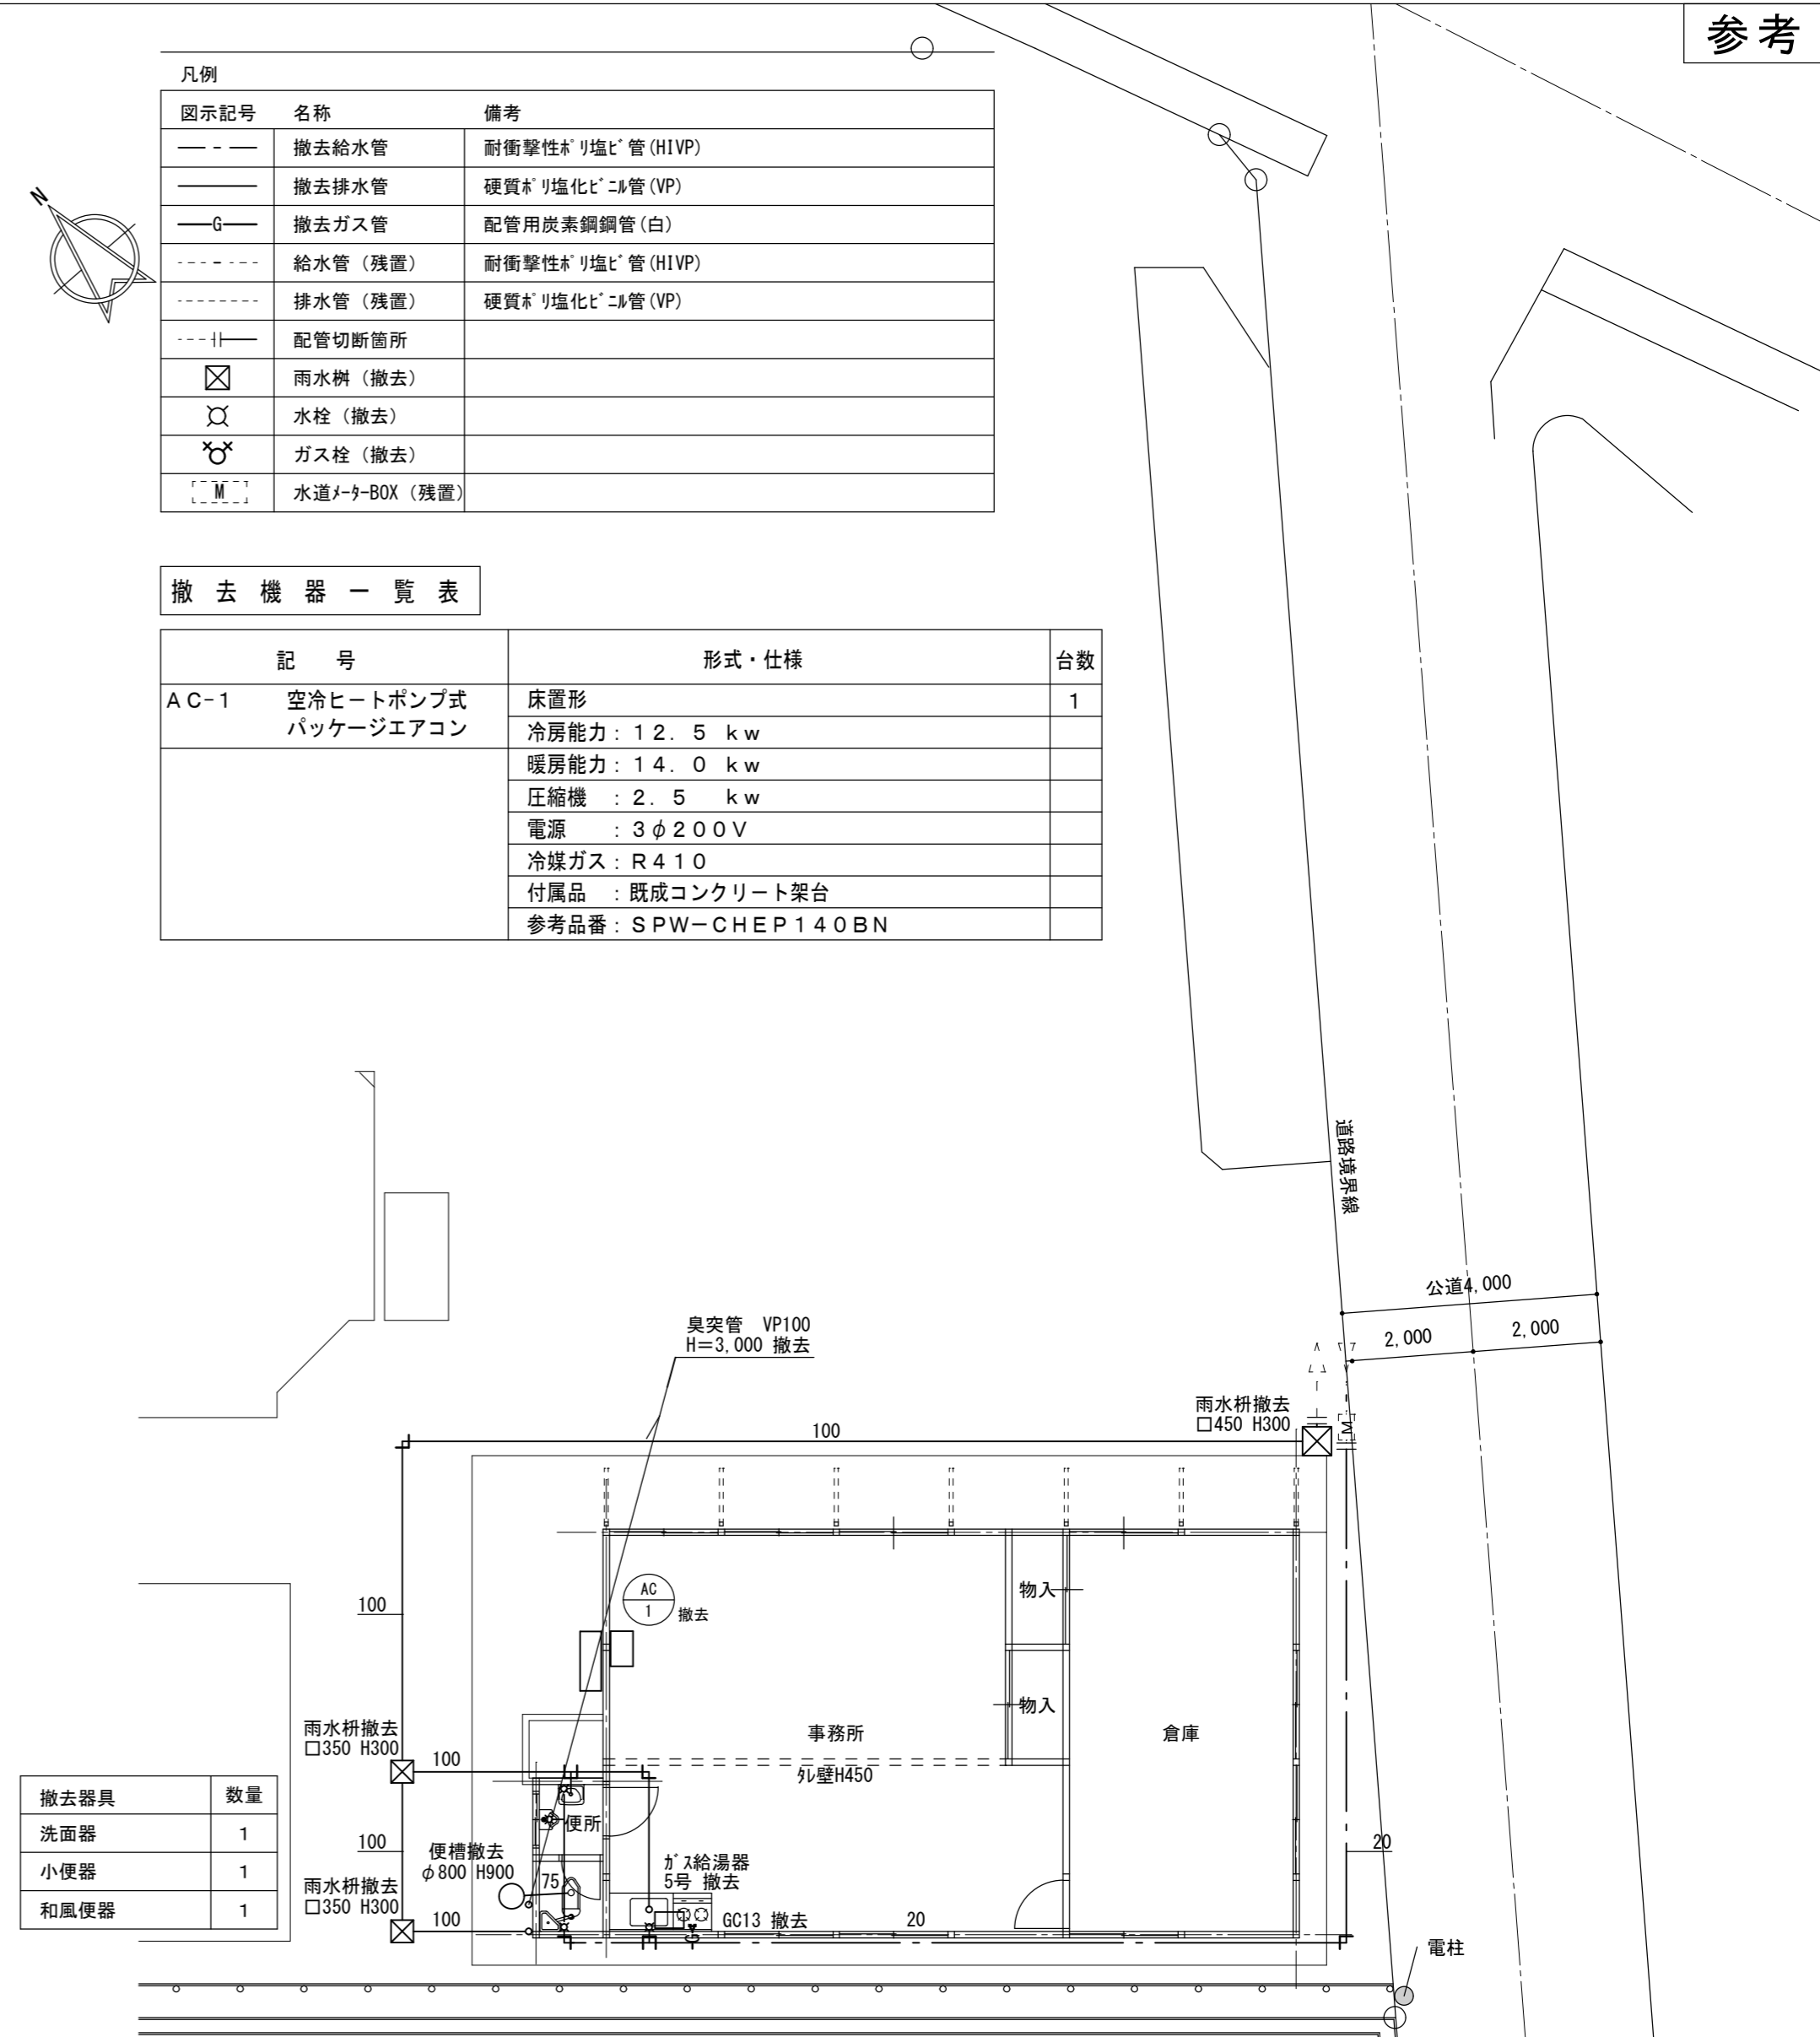 参考
凡例
図示記号 名称 備考
撤去給水管 耐衝撃性ﾎﾟﾘ塩ﾋﾞ管(HIVP)
撤去排水管 硬質ﾎﾟﾘ塩化ﾋﾞﾆﾙ管(VP)
G 撤去ガス管 配管用炭素鋼鋼管(白)
給水管（残置） 耐衝撃性ﾎﾟﾘ塩ﾋﾞ管(HIVP)
排水管（残置） 硬質ﾎﾟﾘ塩化ﾋﾞﾆﾙ管(VP)
配管切断箇所
雨水桝（撤去）
水栓（撤去）
ガス栓（撤去）
M 水道ﾒｰﾀｰBOX（残置）
N
撤去機器一覧表
記 号 形式・仕様 台数
ＡＣ-１ 空冷ヒートポンプ式 床置形 １
パッケージエアコン
冷房能力：１２．５ ｋｗ
暖房能力：１４．０ ｋｗ
圧縮機 ：２．５ ｋｗ
電源 ：３φ２００Ｖ
冷媒ガス：Ｒ４１０
付属品 ：既成コンクリート架台
参考品番：ＳＰＷ－ＣＨＥＰ１４０ＢＮ
道路境界線
公道4,000
2,000 2,000
臭突管 VP100
H＝3,000 撤去
雨水枡撤去
□450 H300
M
100
100
AC
1
撤去
物入
物入
事務所
倉庫
ﾀﾚ壁H450
雨水枡撤去
□350 H300
100
便所
100
便槽撤去
φ800 H900
75
ｶﾞｽ給湯器
5号 撤去
20
雨水枡撤去
□350 H300
100
GC13 撤去
20
G
電柱
撤去器具 数量
洗面器 1
小便器 1
和風便器 1